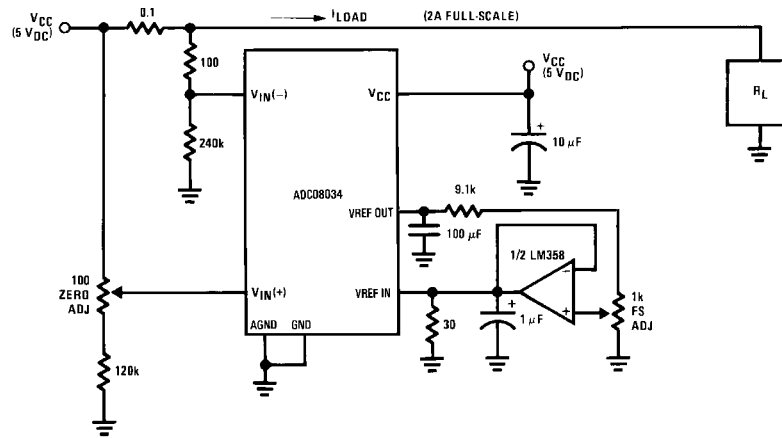 VCC
(5 VDC)
0.1
iLOAD
(2A FULL-SCALE)
100
VIN(−)
240k
VCC
VCC
(5 VDC)
+
10 µF
RL
ADC08034
VREF OUT
9.1k
100 µF
1/2 LM358
−
+
VREF IN
30
+
1 µF
1k
FS
ADJ
100
ZERO
ADJ
VIN(+)
AGND
GND
120k